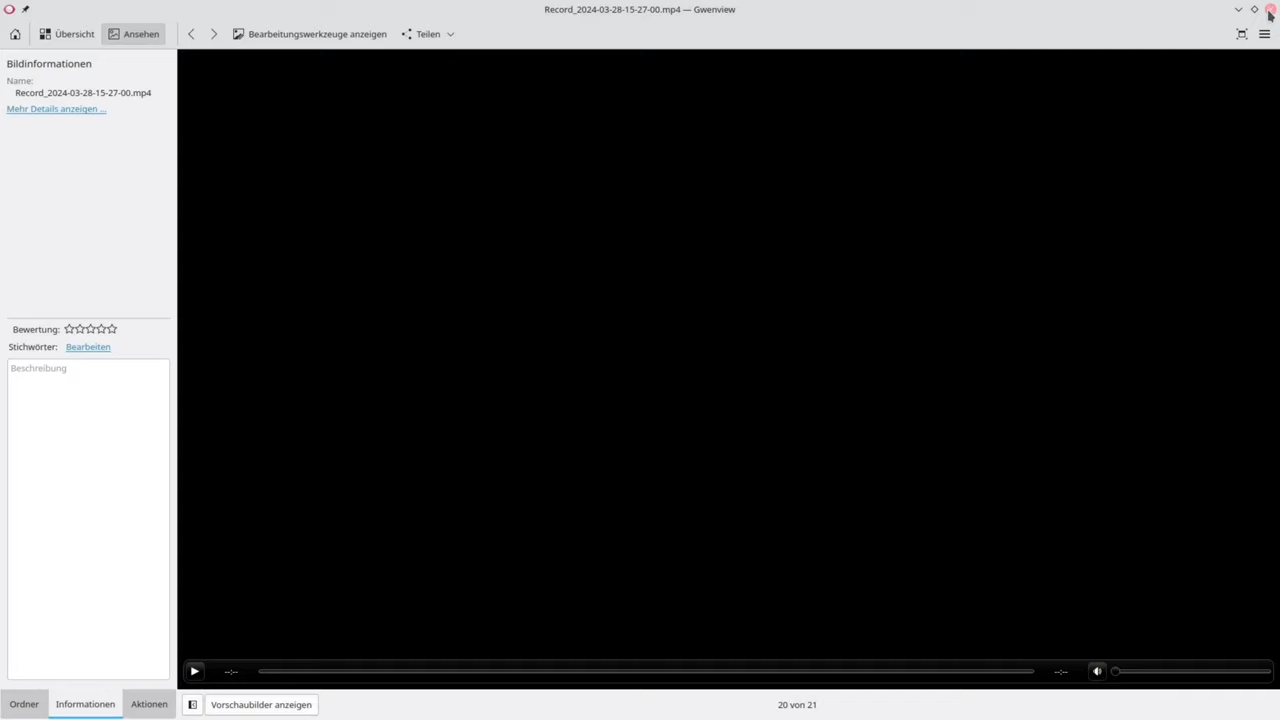 Record_2024-03-28-15-27-00.mp4 — Gwenview
Übersicht
Ansehen
Bearbeitungswerkzeuge anzeigen
Teilen
Bildinformationen
Name:
Record_2024-03-28-15-27-00.mp4
Mehr Details anzeigen ...
Bewertung:
Stichwörter: Bearbeiten
Beschreibung
--:--
--:--
Ordner
Informationen
Aktionen
Vorschaubilder anzeigen
20 von 21